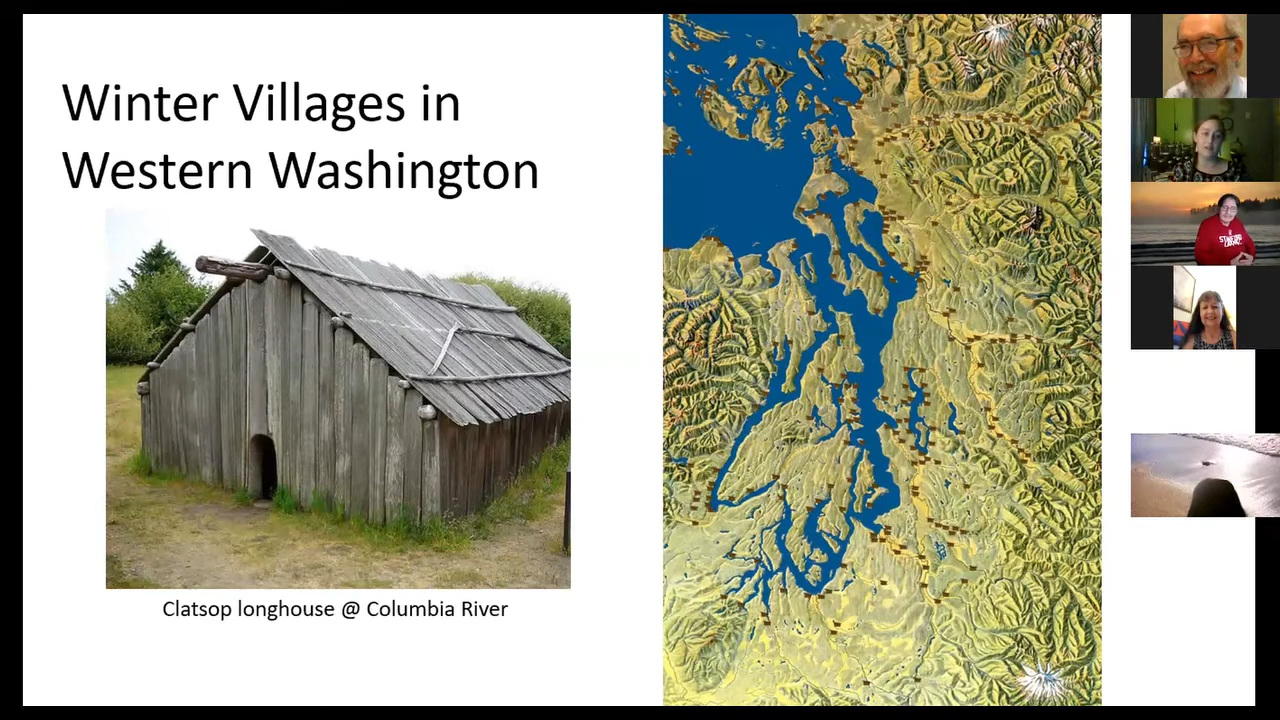 Winter Villages in
Western Washington
Clatsop longhouse @ Columbia River